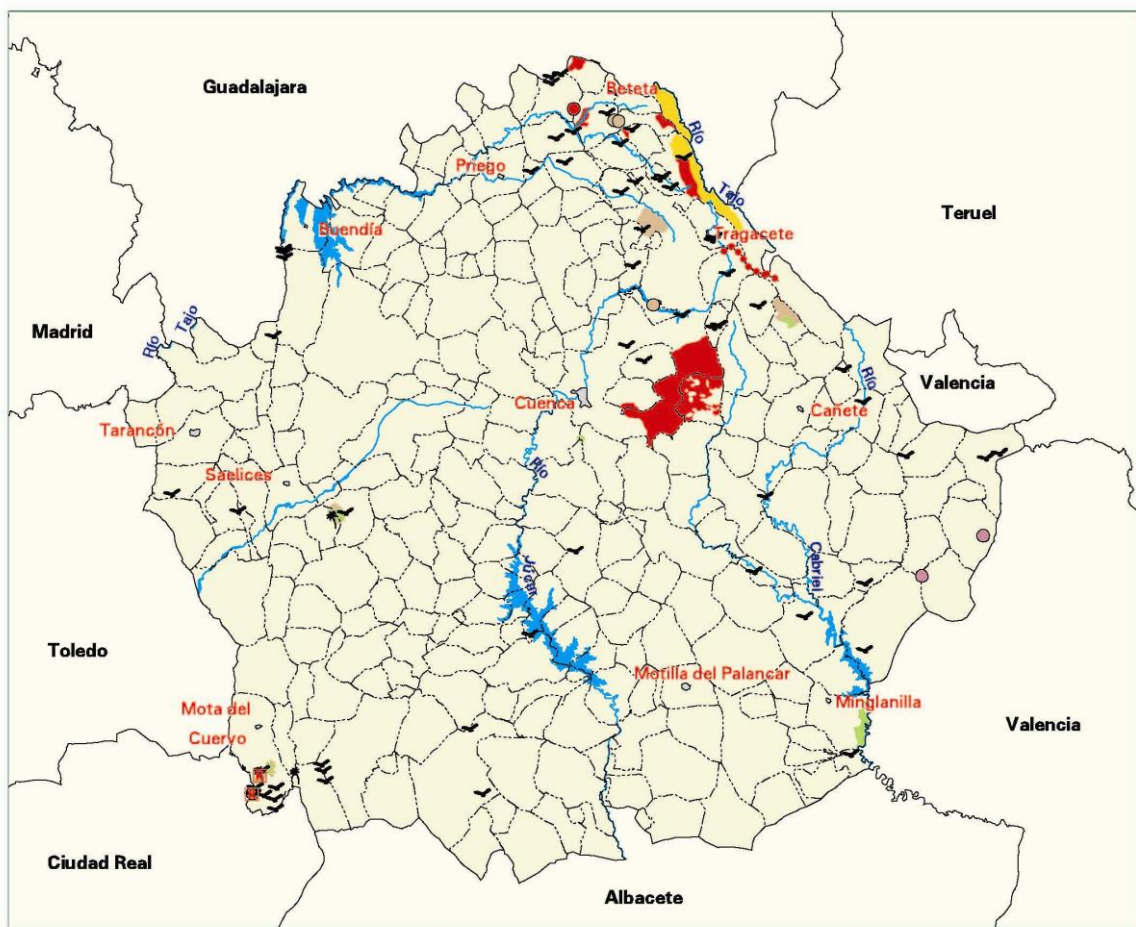 Guadalajara
Beteta
Río
Tajo
Priego
Teruel
Buendía
Tragacete
Madrid
Río
Tajo
Valencia
Río
Cuenca
Cañete
Tarancón
Río
Saelices
Júcar
Cabriel
Toledo
Motilla del Palancar
Mota del
Cuervo
Minglanilla
Valencia
Ciudad Real
Albacete